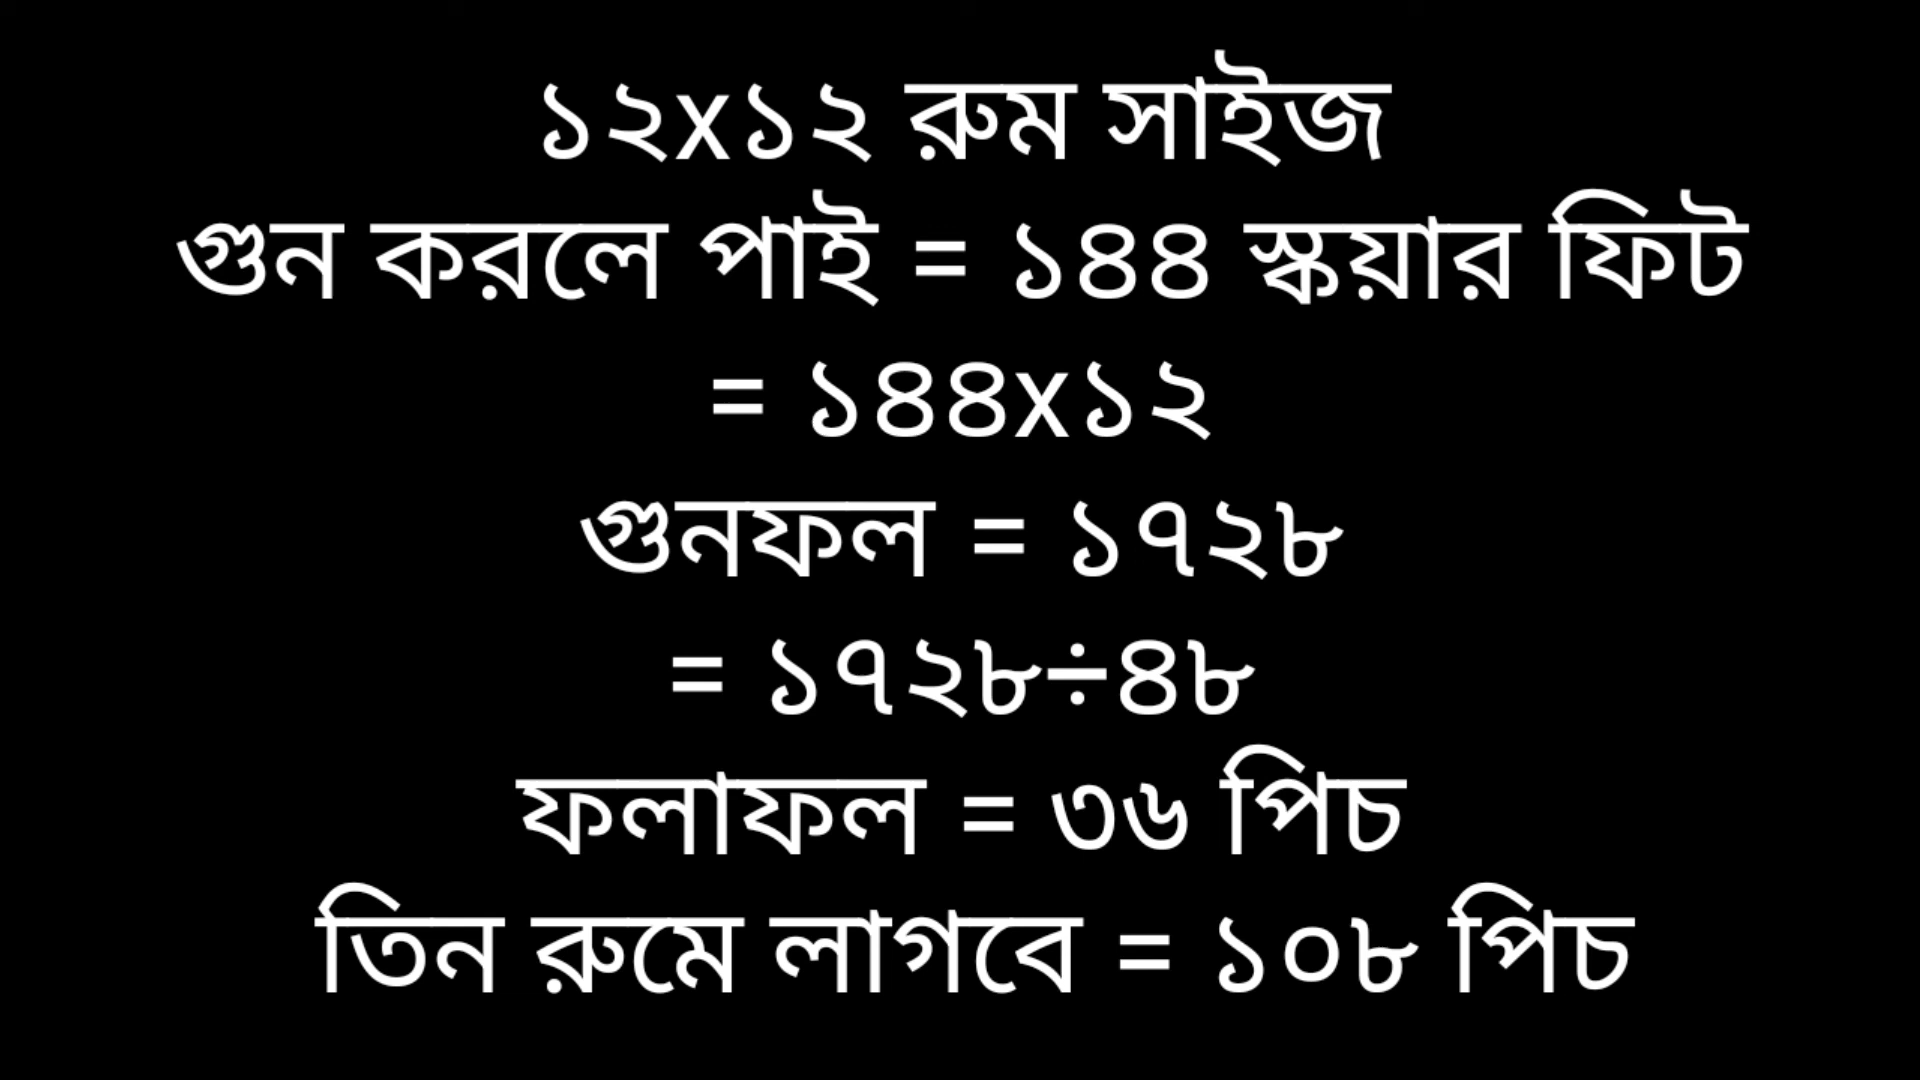 ১২x১২ রুম সাইজ
গুন করলে পাই = ১৪৪ স্কয়ার ফিট
= ১৪৪x১২
গুনফল = ১৭২৮
= ১৭২৮÷৪৮
ফলাফল = ৩৬ পিচ
তিন রুমে লাগবে = ১০৮ পিচ